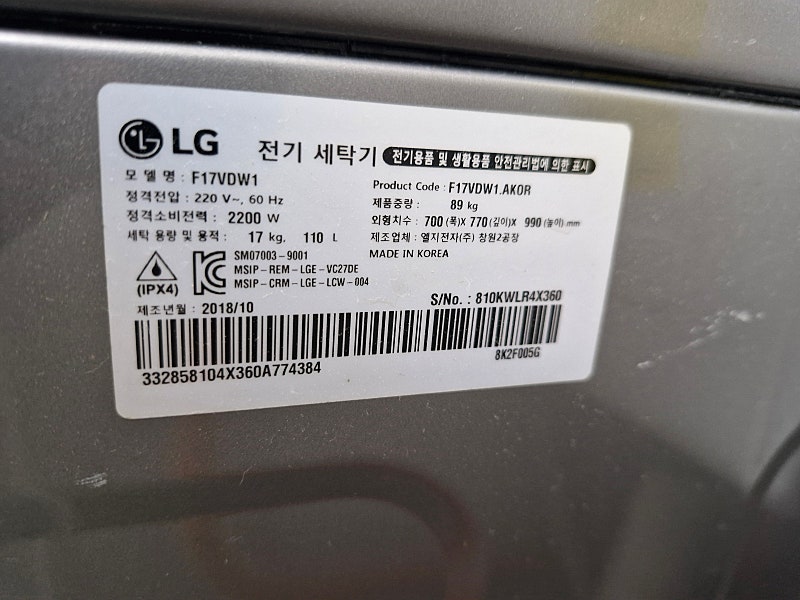 LG 전기 세탁기 전기용품 및 생활용품 안전관리법에 의한 표시
모 델 명 : F17VDW1
정격전압 : 220 V~, 60 Hz
정격소비전력 : 2200 W
세탁 용량 및 용적 : 17 kg, 110 L
Product Code : F17VDW1.AKOR
제품중량 : 89 kg
외형치수 : 700 (폭)X 770 (깊이)X 990 (높이) mm
제조업체 : 엘지전자(주) 창원2공장
MADE IN KOREA
(IPX4)
SM07003-9001
MSIP-REM-LGE-VC27DE
MSIP-CRM-LGE-LCW-004
제조년월 : 2018/10
S/No. : 810KWLR4X360
332858104X360A774384
8K2F005G